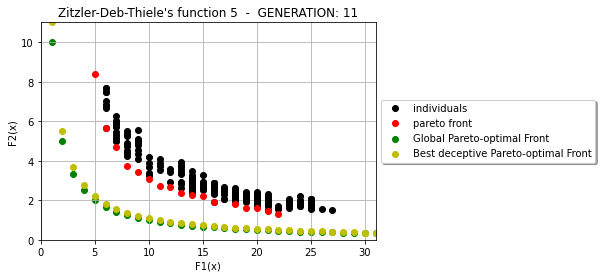 Zitzler-Deb-Thiele's function 5 - GENERATION: 11
10
8
6
4
2
0
F2(x)
0 5 10 15 20 25 30
F1(x)
individuals
pareto front
Global Pareto-optimal Front
Best deceptive Pareto-optimal Front